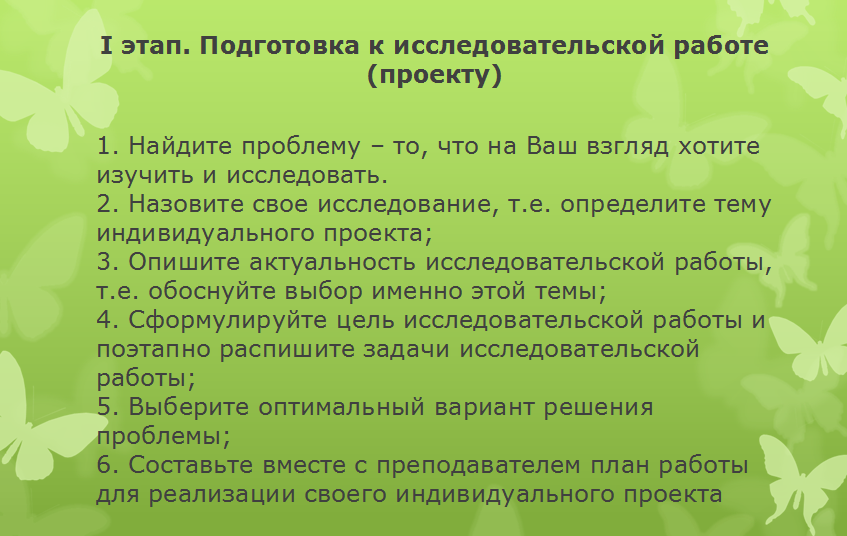 I этап. Подготовка к исследовательской работе
(проекту)
1. Найдите проблему – то, что на Ваш взгляд хотите
изучить и исследовать.
2. Назовите свое исследование, т.е. определите тему
индивидуального проекта;
3. Опишите актуальность исследовательской работы,
т.е. обоснуйте выбор именно этой темы;
4. Сформулируйте цель исследовательской работы и
поэтапно распишите задачи исследовательской
работы;
5. Выберите оптимальный вариант решения
проблемы;
6. Составьте вместе с преподавателем план работы
для реализации своего индивидуального проекта